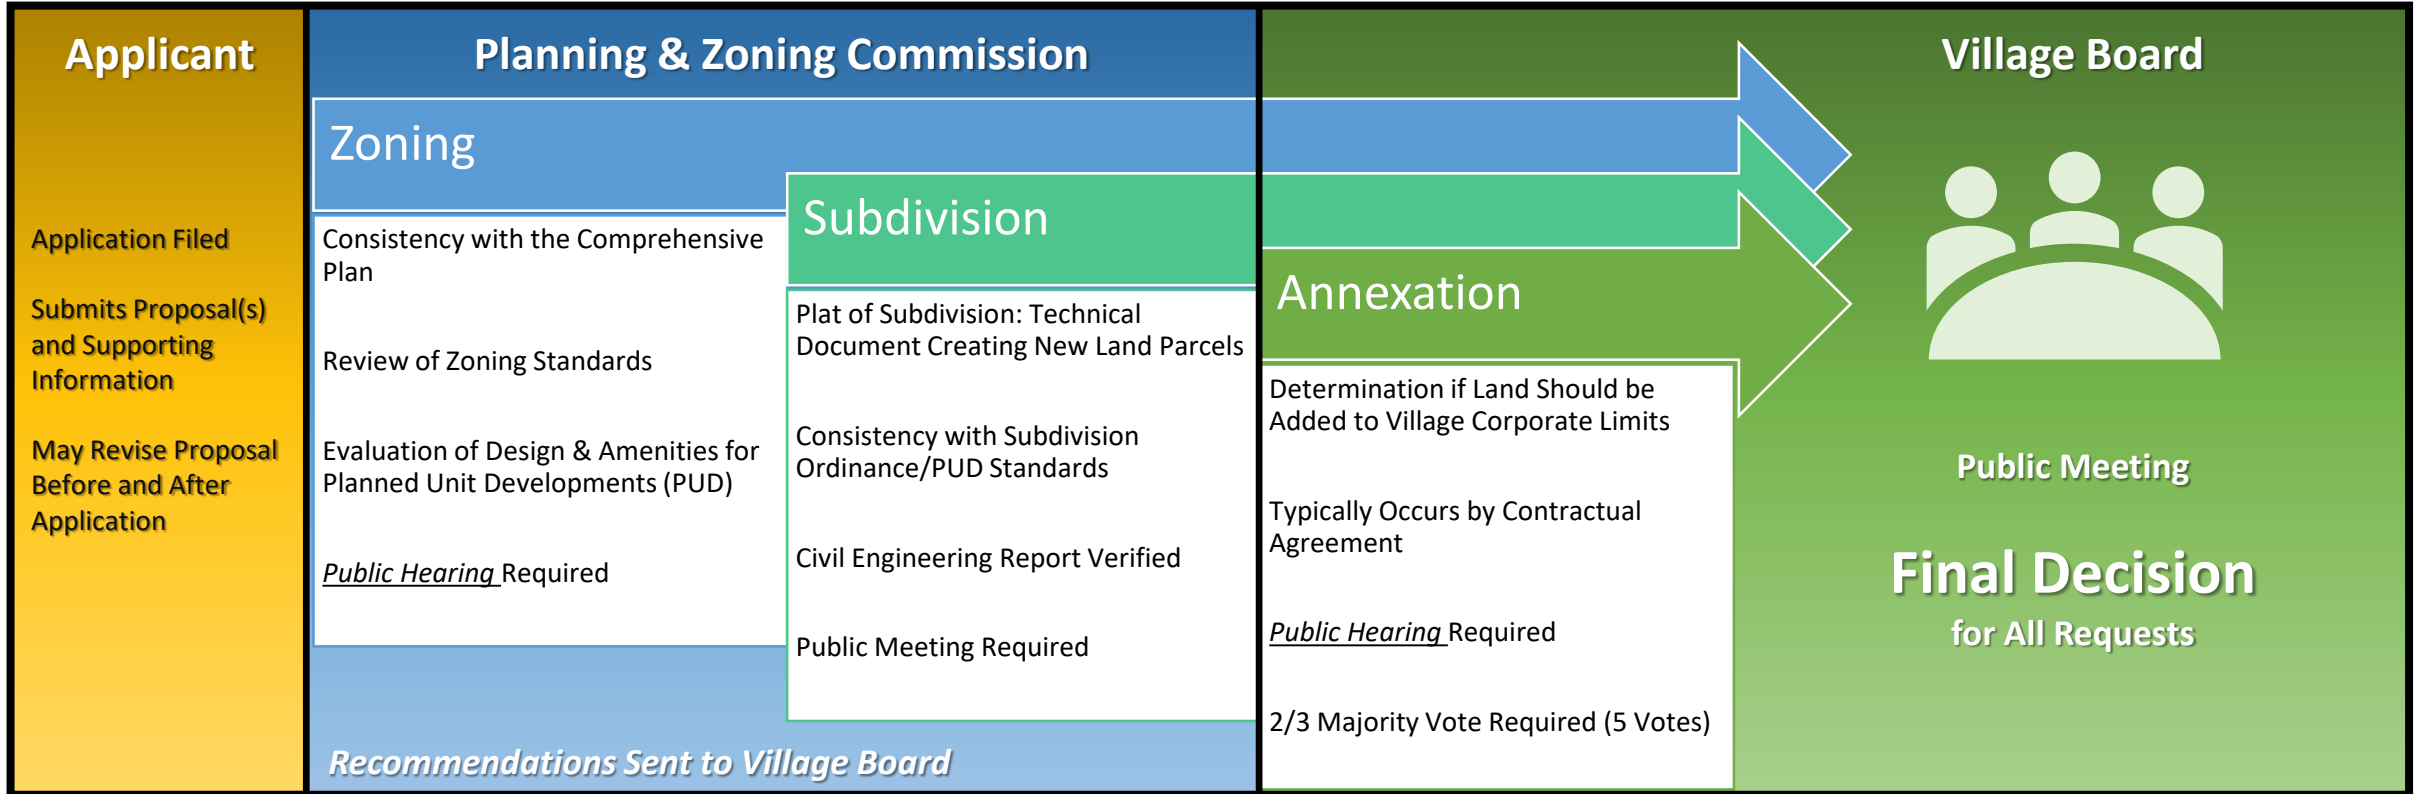 Applicant
Application Filed
Submits Proposal(s)
and Supporting
Information
May Revise Proposal
Before and After
Application
Planning & Zoning Commission
Zoning
Consistency with the Comprehensive
Plan
Review of Zoning Standards
Evaluation of Design & Amenities for
Planned Unit Developments (PUD)
Public Hearing Required
Subdivision
Plat of Subdivision: Technical
Document Creating New Land Parcels
Consistency with Subdivision
Ordinance/PUD Standards
Civil Engineering Report Verified
Public Meeting Required
Recommendations Sent to Village Board
Annexation
Determination if Land Should be
Added to Village Corporate Limits
Typically Occurs by Contractual
Agreement
Public Hearing Required
2/3 Majority Vote Required (5 Votes)
Village Board
Public Meeting
Final Decision
for All Requests